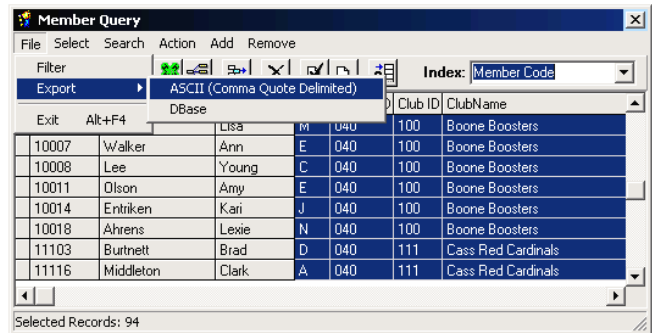 Member Query
File Select Search Action Add Remove
Filter
Index: Member Code
Export
ASCII (Comma Quote Delimited)
DBase
Club ID ClubName
Exit Alt+F4
Lisa M 040 100 Boone Boosters
10007 Walker Ann E 040 100 Boone Boosters
10008 Lee Young C 040 100 Boone Boosters
10011 Olson Amy E 040 100 Boone Boosters
10014 Entriken Kari J 040 100 Boone Boosters
10018 Ahrens Lexie N 040 100 Boone Boosters
11103 Burtnett Brad D 040 111 Cass Red Cardinals
11116 Middleton Clark A 040 111 Cass Red Cardinals
Selected Records: 94